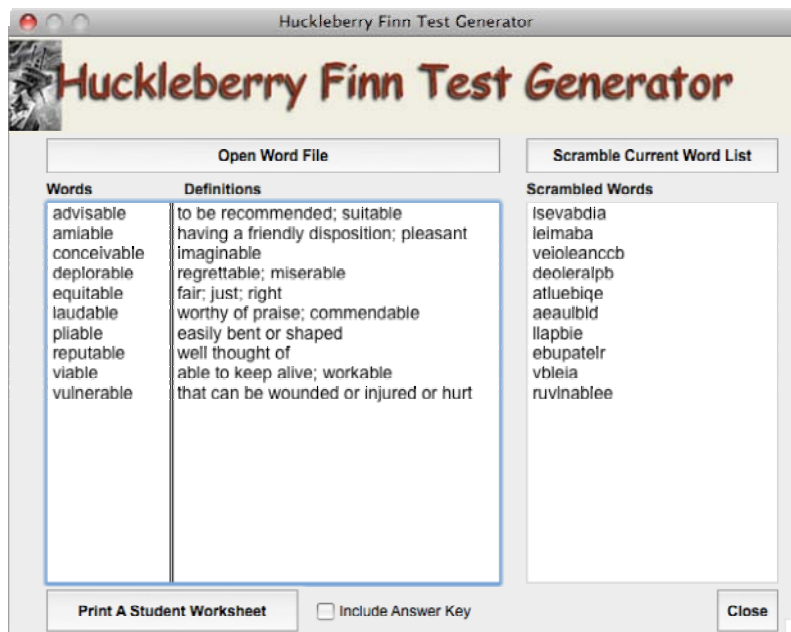 Huckleberry Finn Test Generator
Huckleberry Finn Test Generator
Open Word File
Scramble Current Word List
Words Definitions
Scrambled Words
advisable to be recommended; suitable
amiable having a friendly disposition; pleasant
conceivable imaginable
deplorable regrettable; miserable
equitable fair; just; right
laudable worthy of praise; commendable
pliable easily bent or shaped
reputable well thought of
viable able to keep alive; workable
vulnerable that can be wounded or injured or hurt
lsevabdia
leimaba
veioleanccb
deoleralpb
atluebiqe
aeaulbld
llapbie
ebupatelr
vbleia
ruvlnablee
Print A Student Worksheet
Include Answer Key
Close